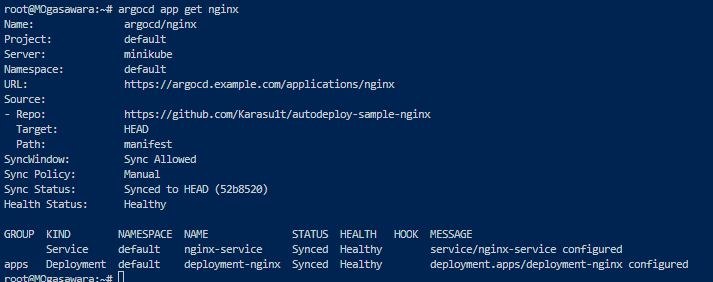 root@MOgasawara:~# argocd app get nginx
Name:               argocd/nginx
Project:            default
Server:             minikube
Namespace:          default
URL:                https://argocd.example.com/applications/nginx
Source:
- Repo:             https://github.com/Karasu1t/autodeploy-sample-nginx
  Target:           HEAD
  Path:             manifest
SyncWindow:         Sync Allowed
Sync Policy:        Manual
Sync Status:        Synced to HEAD (52b8520)
Health Status:      Healthy

GROUP  KIND        NAMESPACE  NAME              STATUS  HEALTH   HOOK  MESSAGE
       Service     default    nginx-service     Synced  Healthy        service/nginx-service configured
apps   Deployment  default    deployment-nginx  Synced  Healthy        deployment.apps/deployment-nginx configured
root@MOgasawara:~#